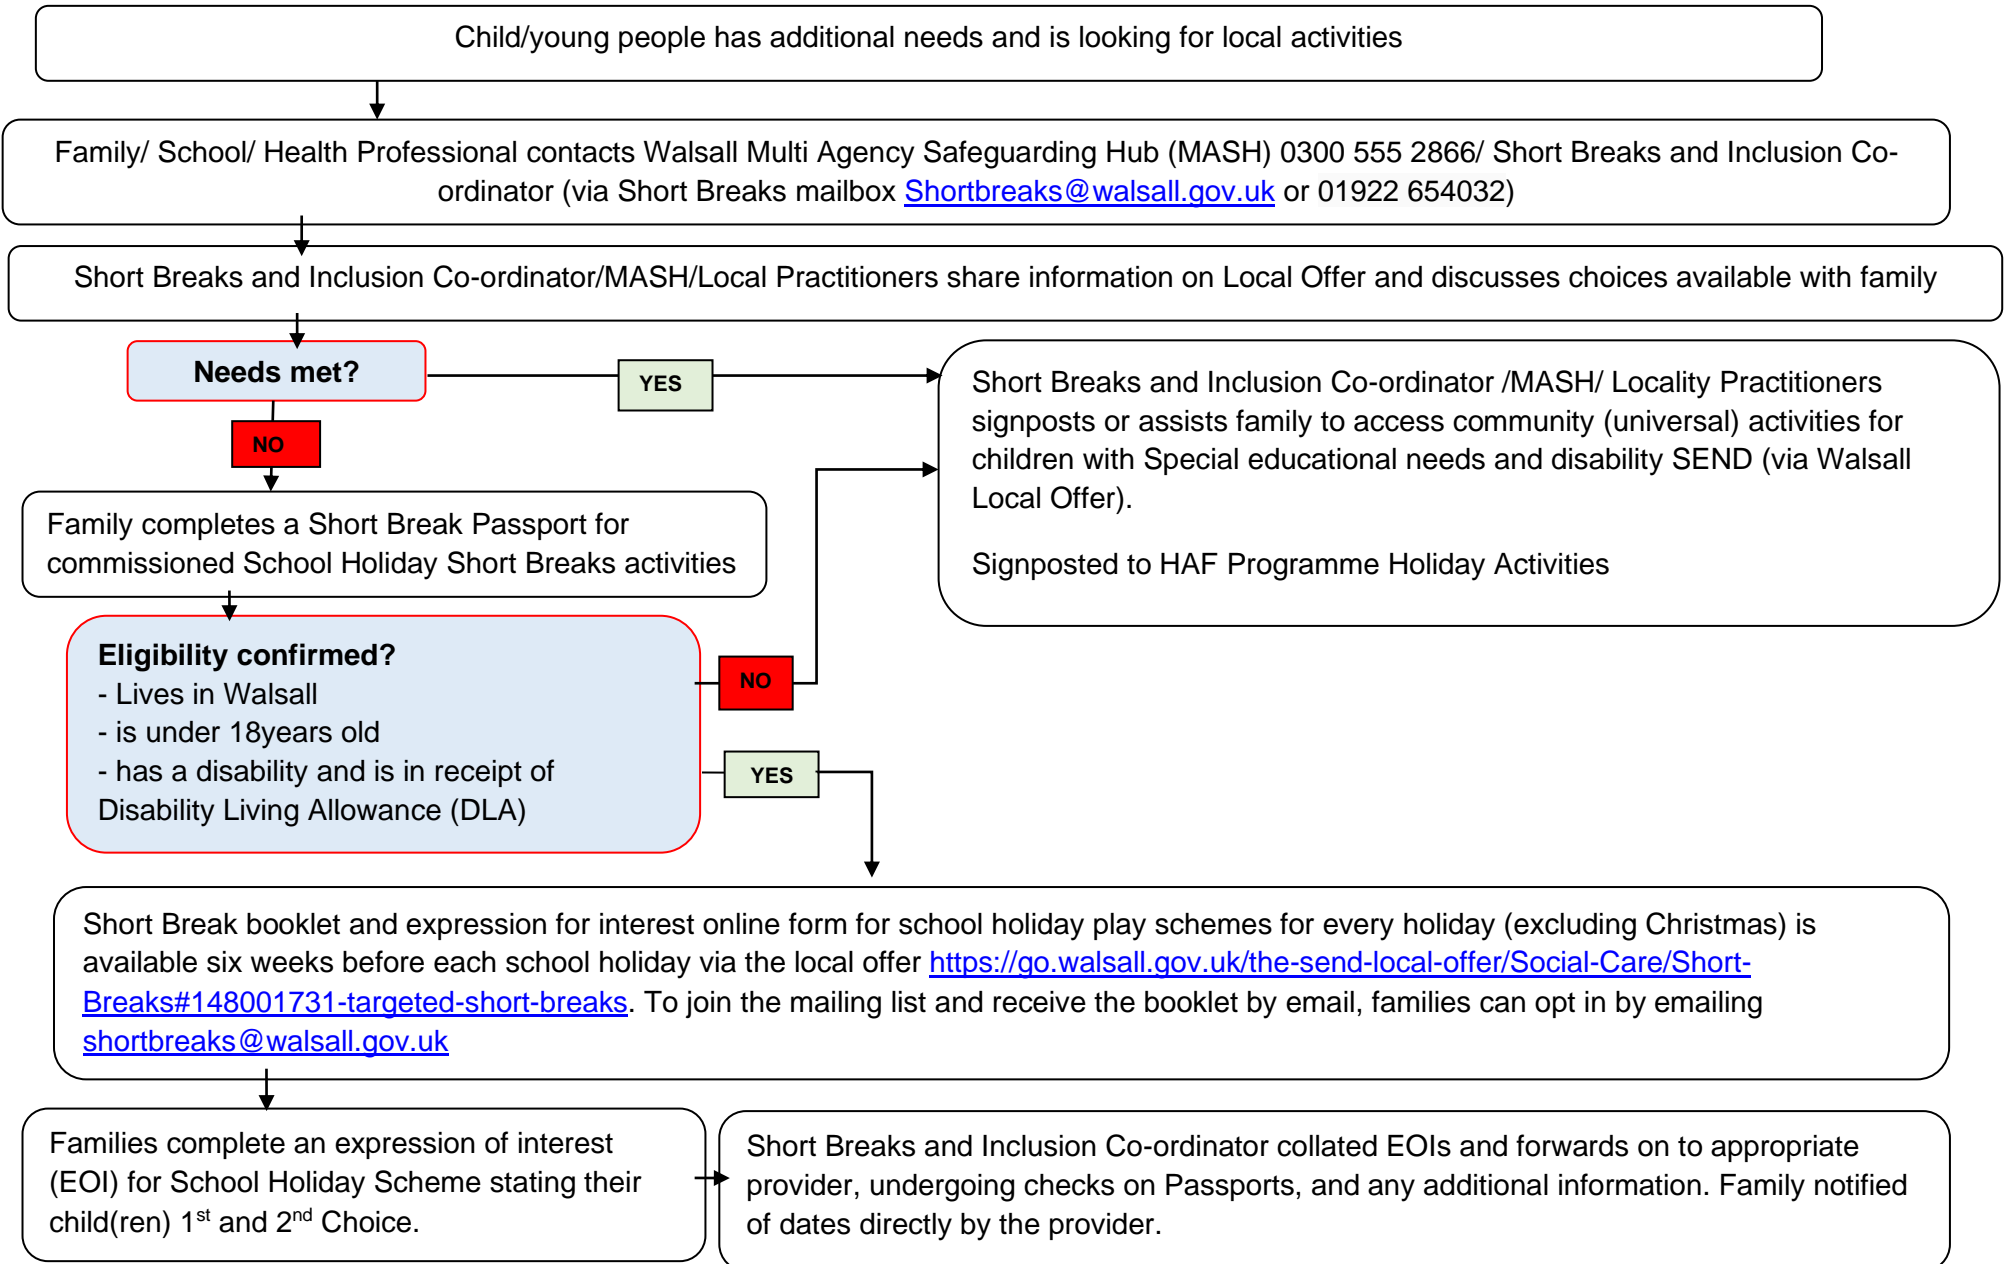 Child/young people has additional needs and is looking for local activities
Family/ School/ Health Professional contacts Walsall Multi Agency Safeguarding Hub (MASH) 0300 555 2866/ Short Breaks and Inclusion Co-
ordinator (via Short Breaks mailbox Shortbreaks@walsall.gov.uk or 01922 654032)
Short Breaks and Inclusion Co-ordinator/MASH/Local Practitioners share information on Local Offer and discusses choices available with family
Needs met?
YES
Short Breaks and Inclusion Co-ordinator /MASH/ Locality Practitioners
signposts or assists family to access community (universal) activities for
children with Special educational needs and disability SEND (via Walsall
Local Offer).
Signposted to HAF Programme Holiday Activities
NO
Family completes a Short Break Passport for
commissioned School Holiday Short Breaks activities
Eligibility confirmed?
- Lives in Walsall
- is under 18years old
- has a disability and is in receipt of
Disability Living Allowance (DLA)
NO
YES
Short Break booklet and expression for interest online form for school holiday play schemes for every holiday (excluding Christmas) is
available six weeks before each school holiday via the local offer https://go.walsall.gov.uk/the-send-local-offer/Social-Care/Short-
Breaks#148001731-targeted-short-breaks. To join the mailing list and receive the booklet by email, families can opt in by emailing
shortbreaks@walsall.gov.uk
Families complete an expression of interest
(EOI) for School Holiday Scheme stating their
child(ren) 1st and 2nd Choice.
Short Breaks and Inclusion Co-ordinator collated EOIs and forwards on to appropriate
provider, undergoing checks on Passports, and any additional information. Family notified
of dates directly by the provider.